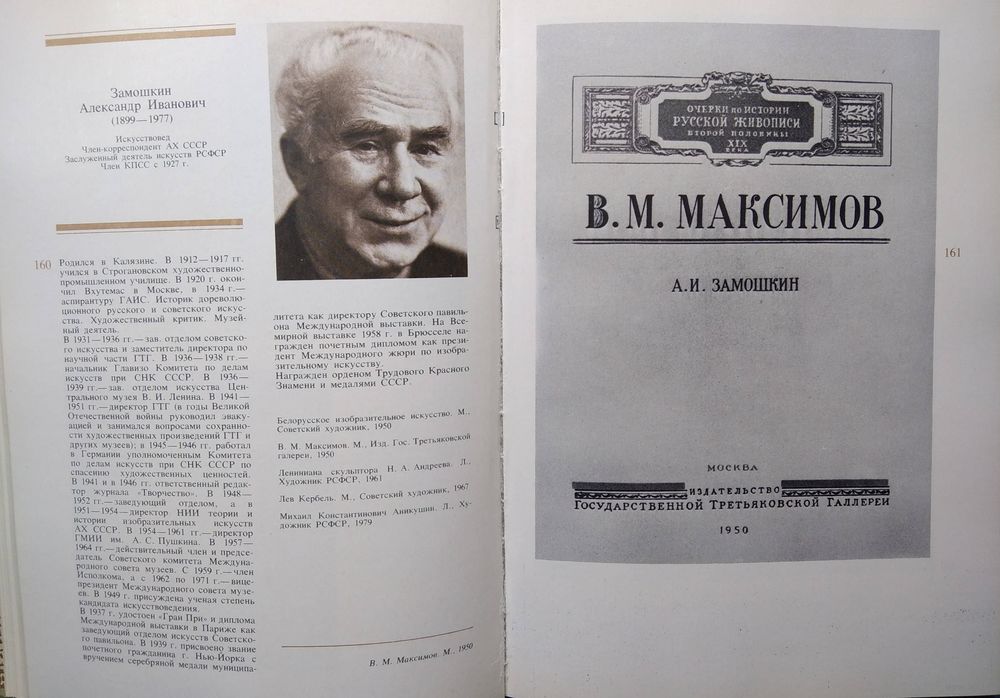 Замошкин
Александр Иванович
(1899—1977)
Искусствовед
Член-корреспондент АХ СССР
Заслуженный деятель искусств РСФСР
Член КПСС с 1927 г.
160
Родился в Калязине. В 1912—1917 гг.
учился в Строгановском художественно-
промышленном училище. В 1920 г. окон-
чил Вхутемас в Москве, в 1934 г.—
аспирантуру ГАИС. Историк дореволю-
ционного русского и советского искус-
ства. Художественный критик. Музей-
ный деятель.
В 1931—1936 гг.—зав. отделом совет-
ского искусства и заместитель директора по
научной части ГТГ. В 1936—1938 гг.—
начальник Главизо Комитета по делам
искусств при СНК СССР. В 1936—
1939 гг.—зав. отделом искусства Цен-
трального музея В. И. Ленина. В 1941—
1951 гг.—директор ГТГ (в годы Великой
Отечественной войны руководил эваку-
ацией и занимался вопросами сохранно-
сти художественных произведений ГТГ и
других музеев); в 1945—1946 гг. работал
в Германии уполномоченным Комитета
по делам искусств при СНК СССР по
спасению художественных ценностей.
В 1941 и в 1946 гг. ответственный редак-
тор журнала «Творчество». В 1948—
1952 гг.—заведующий отделом, а в
1951—1954—директор НИИ теории и
истории изобразительных искусств
АХ СССР. В 1954—1961 гг.—директор
ГМИИ им. А. С. Пушкина. В 1957—
1964 гг.—действительный член и предсе-
датель Советского комитета Междуна-
родного совета музеев. С 1959 г.—член
Исполкома, а с 1962 по 1971 г.—вице-
президент Международного совета музе-
ев. В 1949 г. присуждена ученая степень
кандидата искусствоведения.
В 1937 г. удостоен «Гран При» и диплома
Международной выставки в Париже как
заведующий отделом искусств Советско-
го павильона. В 1939 г. присвоено звание
почетного гражданина г. Нью-Йорка с
вручением серебряной медали муниципа-
литета как директору Советского павиль-
она Международной выставки. На Все-
мирной выставке 1958 г. в Брюсселе на-
гражден почетным дипломом как прези-
дент Международного жюри по изобра-
зительному искусству.
Награжден орденом Трудового Красного
Знамени и медалями СССР.
Белорусское изобразительное искусство. М.,
Советский художник, 1950
В. М. Максимов. М., Изд. Гос. Третьяковской
галереи, 1950
Лениниана скульптора Н. А. Андреева. Л.,
Художник РСФСР, 1961
Лев Кербель. М., Советский художник, 1967
Михаил Константинович Аникушин. Л., Ху-
дожник РСФСР, 1979
В. М. Максимов. М., 1950
ОЧЕРКИ ПО ИСТОРИИ
РУССКОЙ ЖИВОПИСИ
ВТОРОЙ ПОЛОВИНЫ
XIX
ВЕКА
В. М. МАКСИМОВ
А. И. ЗАМОШКИН
МОСКВА
ИЗДАТЕЛЬСТВО
ГОСУДАРСТВЕННОЙ ТРЕТЬЯКОВСКОЙ ГАЛЛЕРЕИ
1950
161